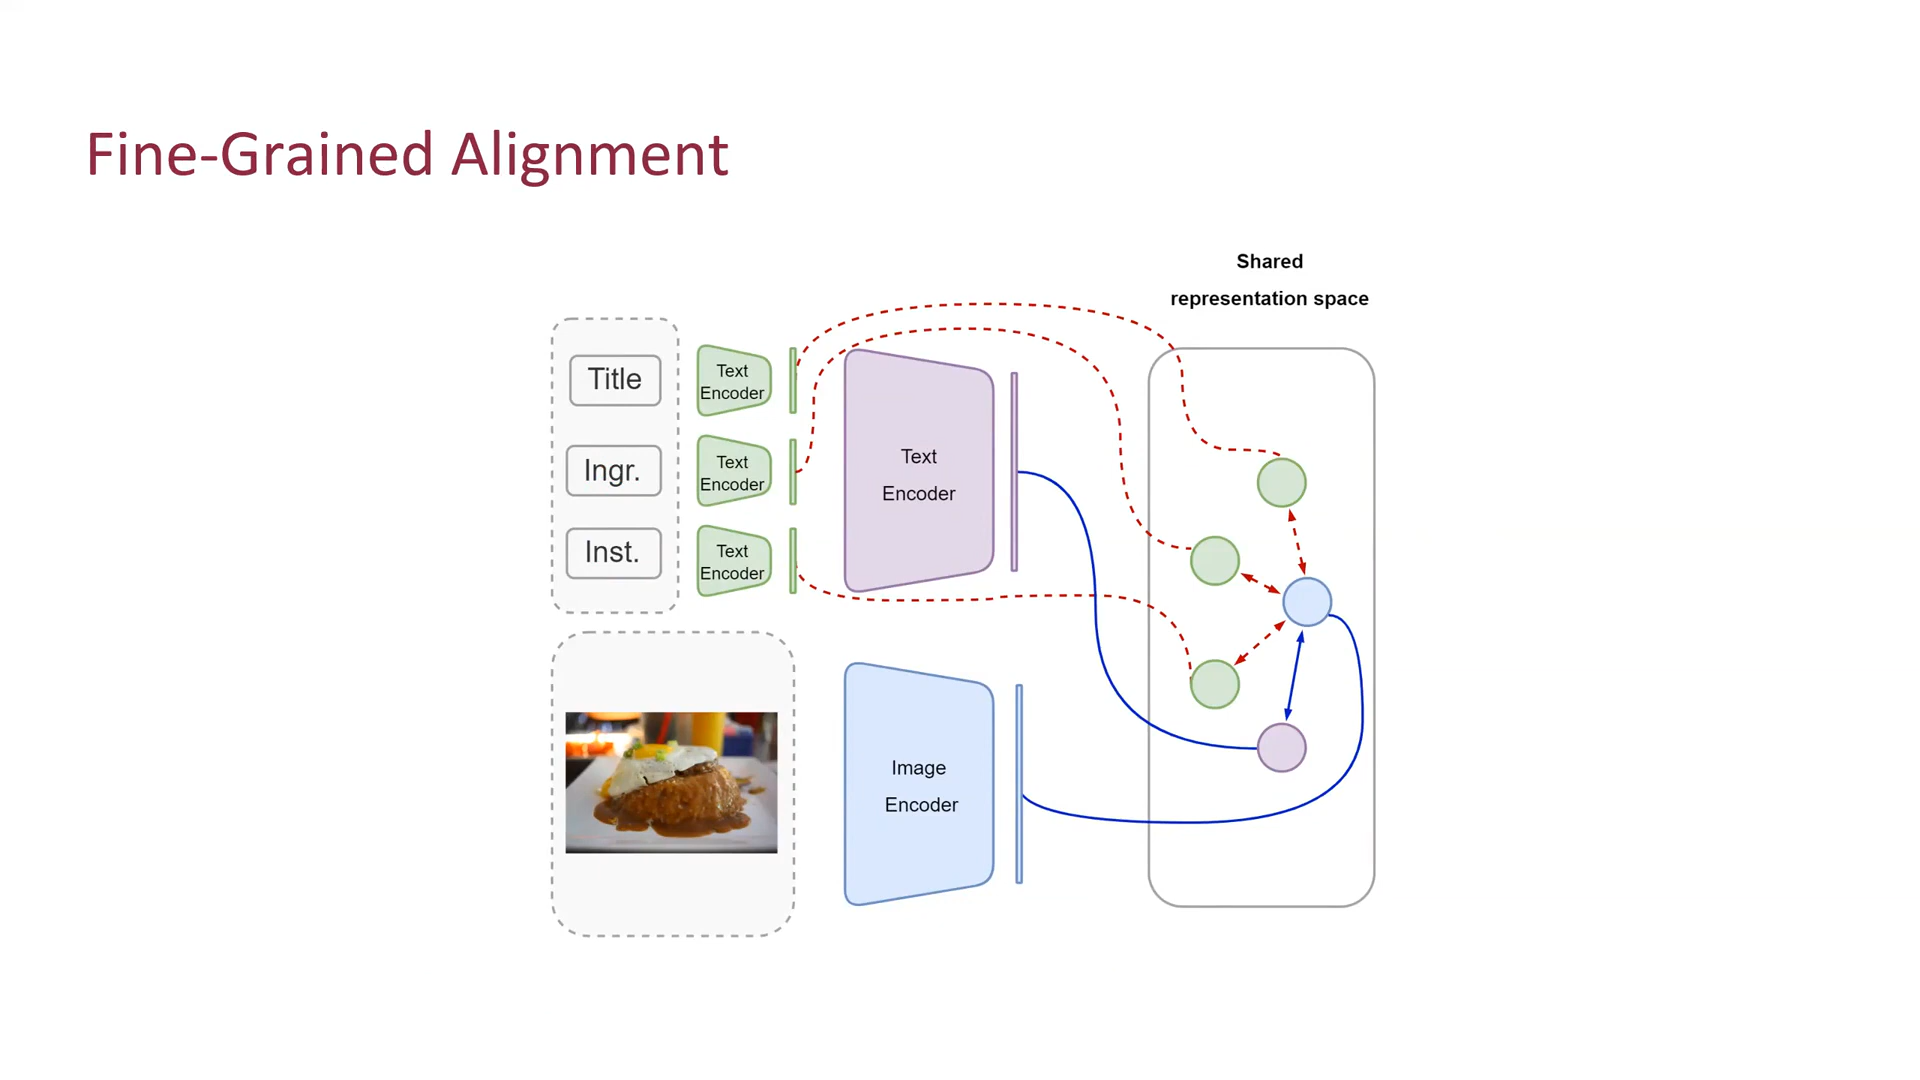 Fine-Grained Alignment
Shared
representation space
Title
Text
Encoder
Ingr.
Text
Encoder
Inst.
Text
Encoder
Text
Encoder
Image
Encoder